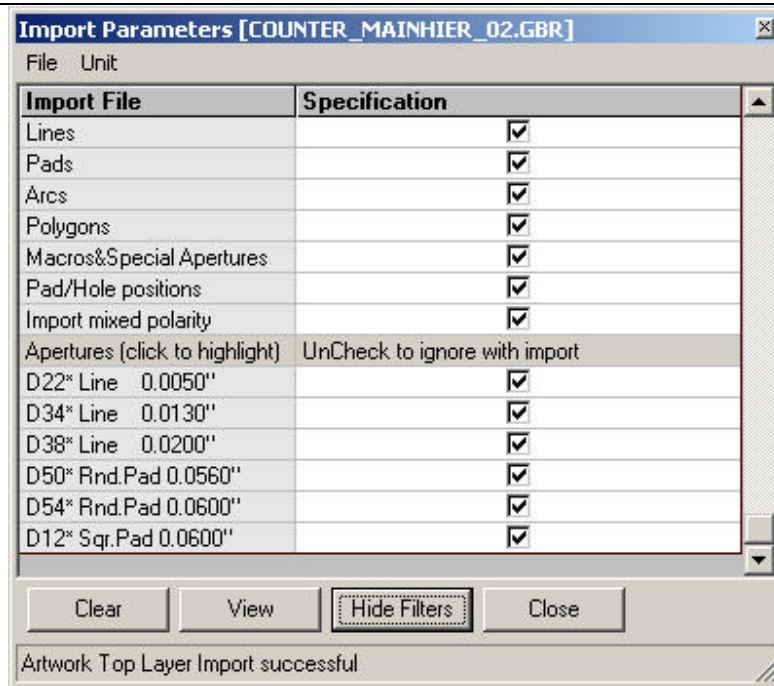 Import Parameters [COUNTER_MAINHIER_02.GBR]
File Unit
Import File Specification
Lines
Pads
Arcs
Polygons
Macros&Special Apertures
Pad/Hole positions
Import mixed polarity
Apertures (click to highlight) UnCheck to ignore with import
D22* Line 0.0050''
D34* Line 0.0130''
D38* Line 0.0200''
D50* Rnd.Pad 0.0560''
D54* Rnd.Pad 0.0600''
D12* Sqr.Pad 0.0600''
Clear View Hide Filters Close
Artwork Top Layer Import successful